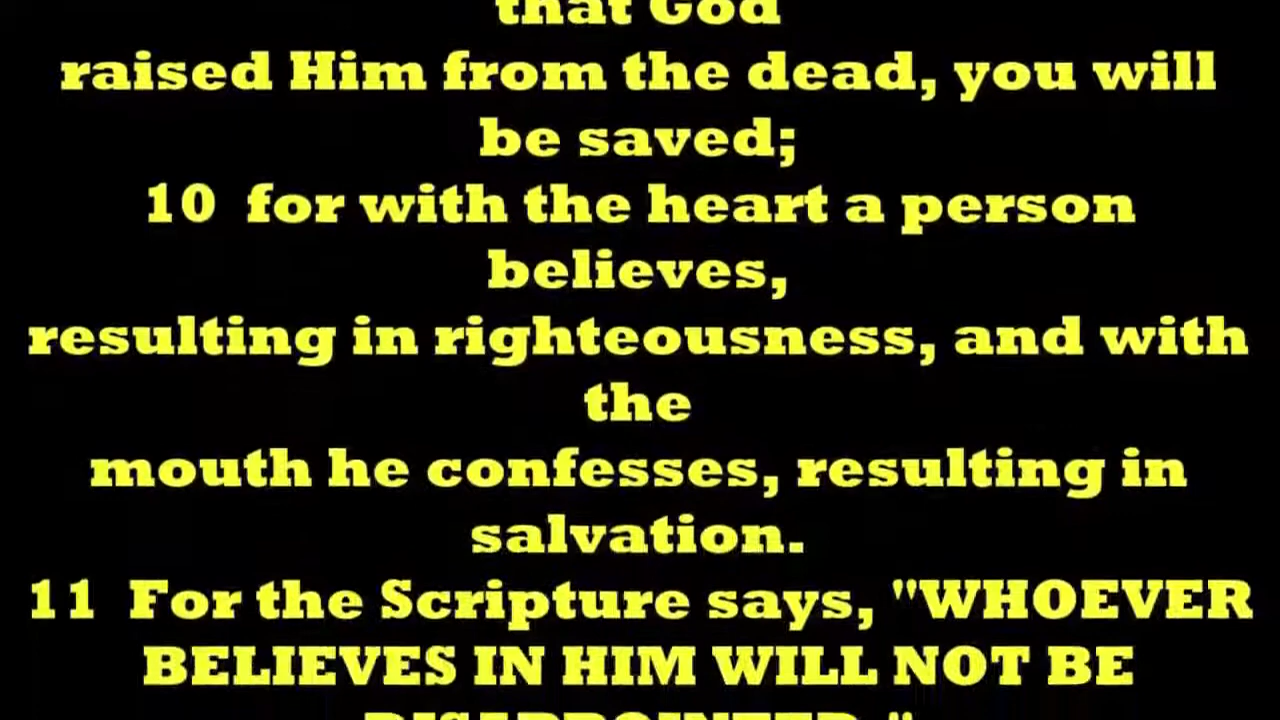 that God
raised Him from the dead, you will
be saved;
10 for with the heart a person
believes,
resulting in righteousness, and with
the
mouth he confesses, resulting in
salvation.
11 For the Scripture says, "WHOEVER
BELIEVES IN HIM WILL NOT BE
DISAPPOINTED."